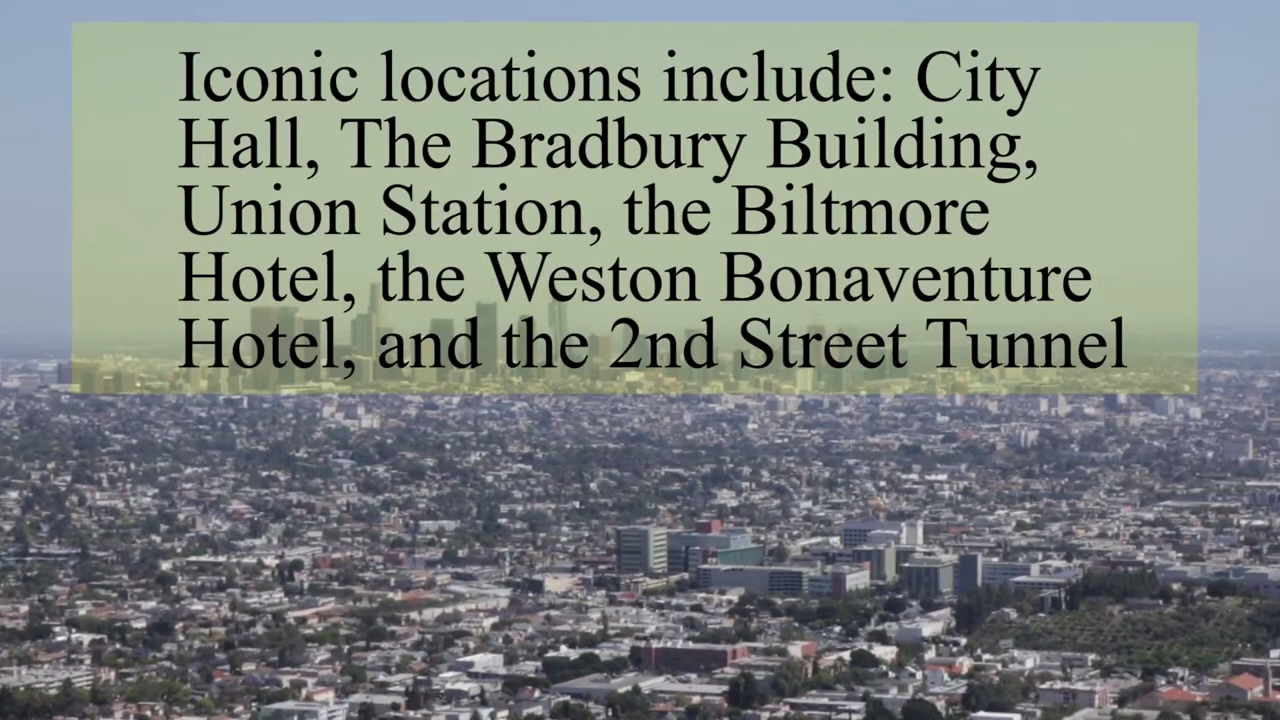 Iconic locations include: City
Hall, The Bradbury Building,
Union Station, the Biltmore
Hotel, the Weston Bonaventure
Hotel, and the 2nd Street Tunnel